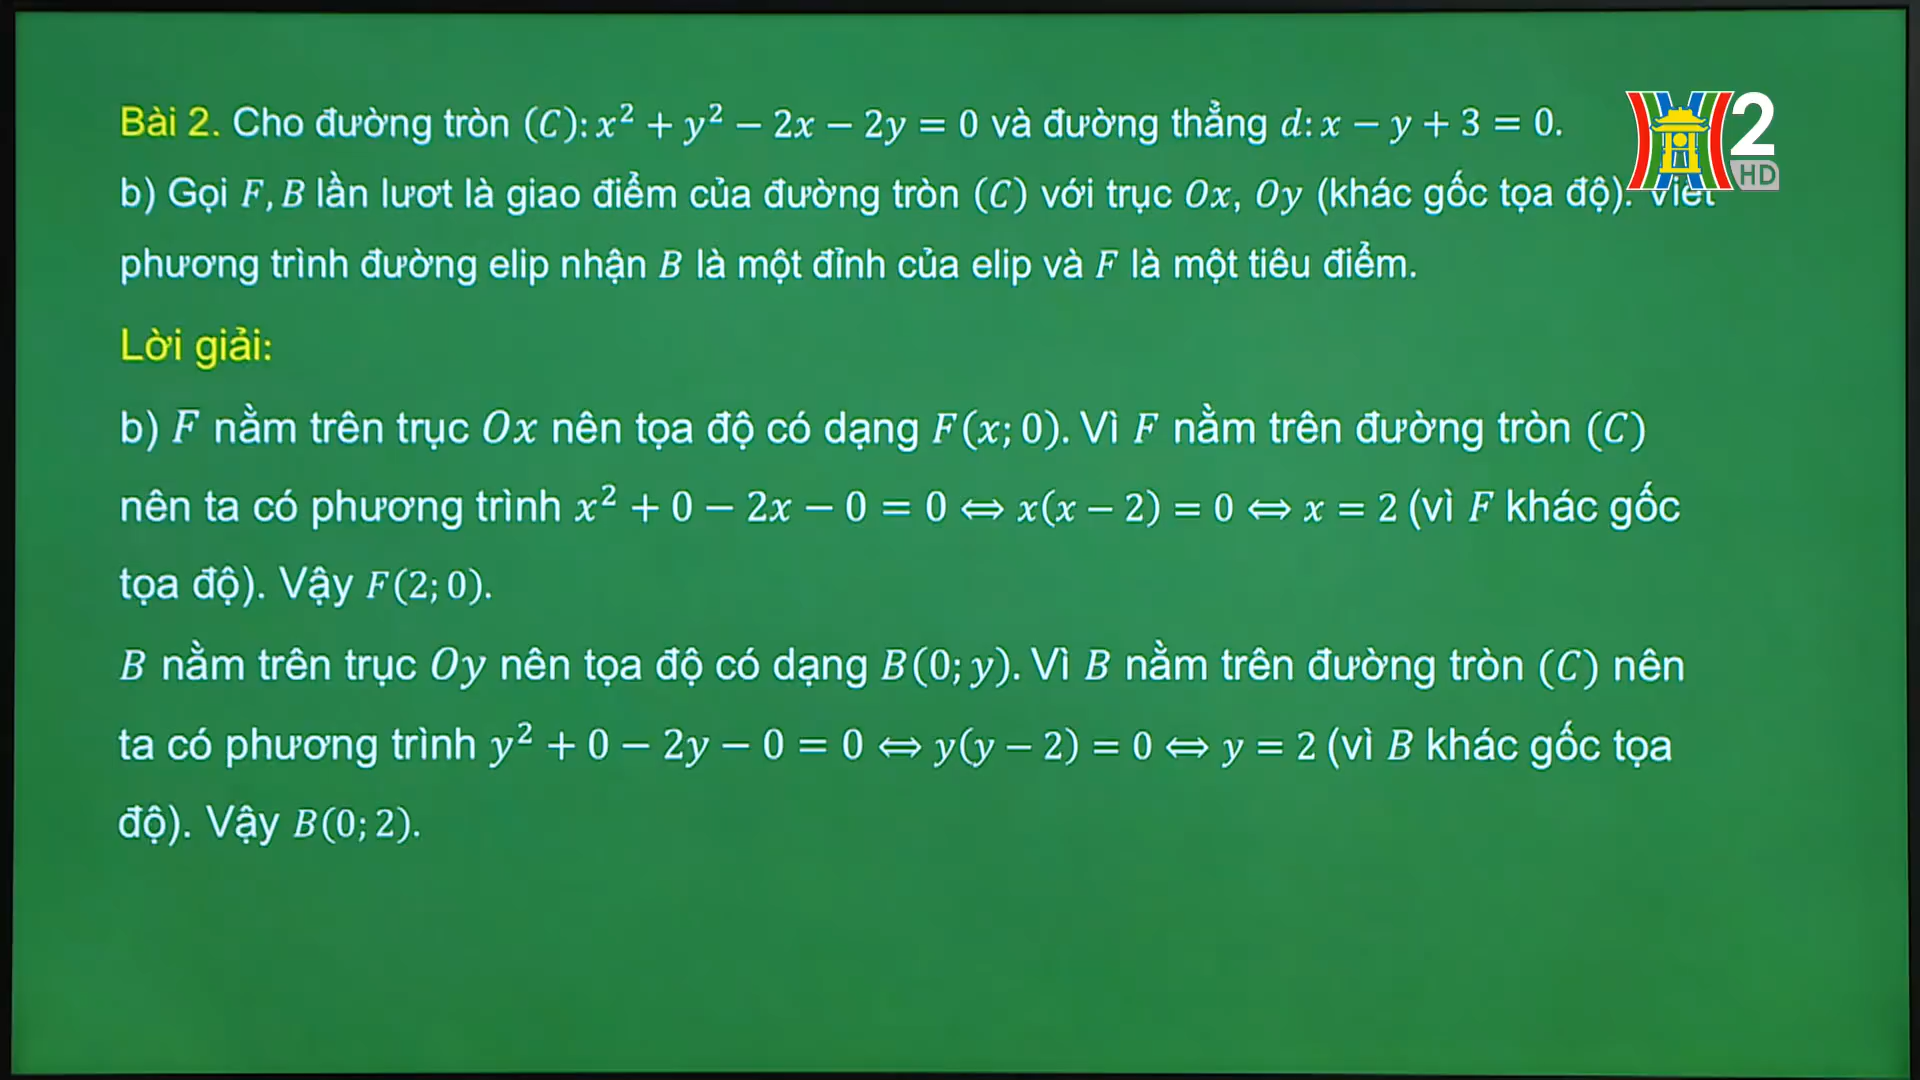 Bài 2. Cho đường tròn (C): x² + y² − 2x − 2y = 0 và đường thẳng d: x − y + 3 = 0.
2
HD
b) Gọi F, B lần lươt là giao điểm của đường tròn (C) với trục Ox, Oy (khác gốc tọa độ). Viết
phương trình đường elip nhận B là một đỉnh của elip và F là một tiêu điểm.
Lời giải:
b) F nằm trên trục Ox nên tọa độ có dạng F(x; 0). Vì F nằm trên đường tròn (C)
nên ta có phương trình x² + 0 − 2x − 0 = 0 ⟺ x(x − 2) = 0 ⟺ x = 2 (vì F khác gốc
tọa độ). Vậy F(2; 0).
B nằm trên trục Oy nên tọa độ có dạng B(0; y). Vì B nằm trên đường tròn (C) nên
ta có phương trình y² + 0 − 2y − 0 = 0 ⟺ y(y − 2) = 0 ⟺ y = 2 (vì B khác gốc tọa
độ). Vậy B(0; 2).